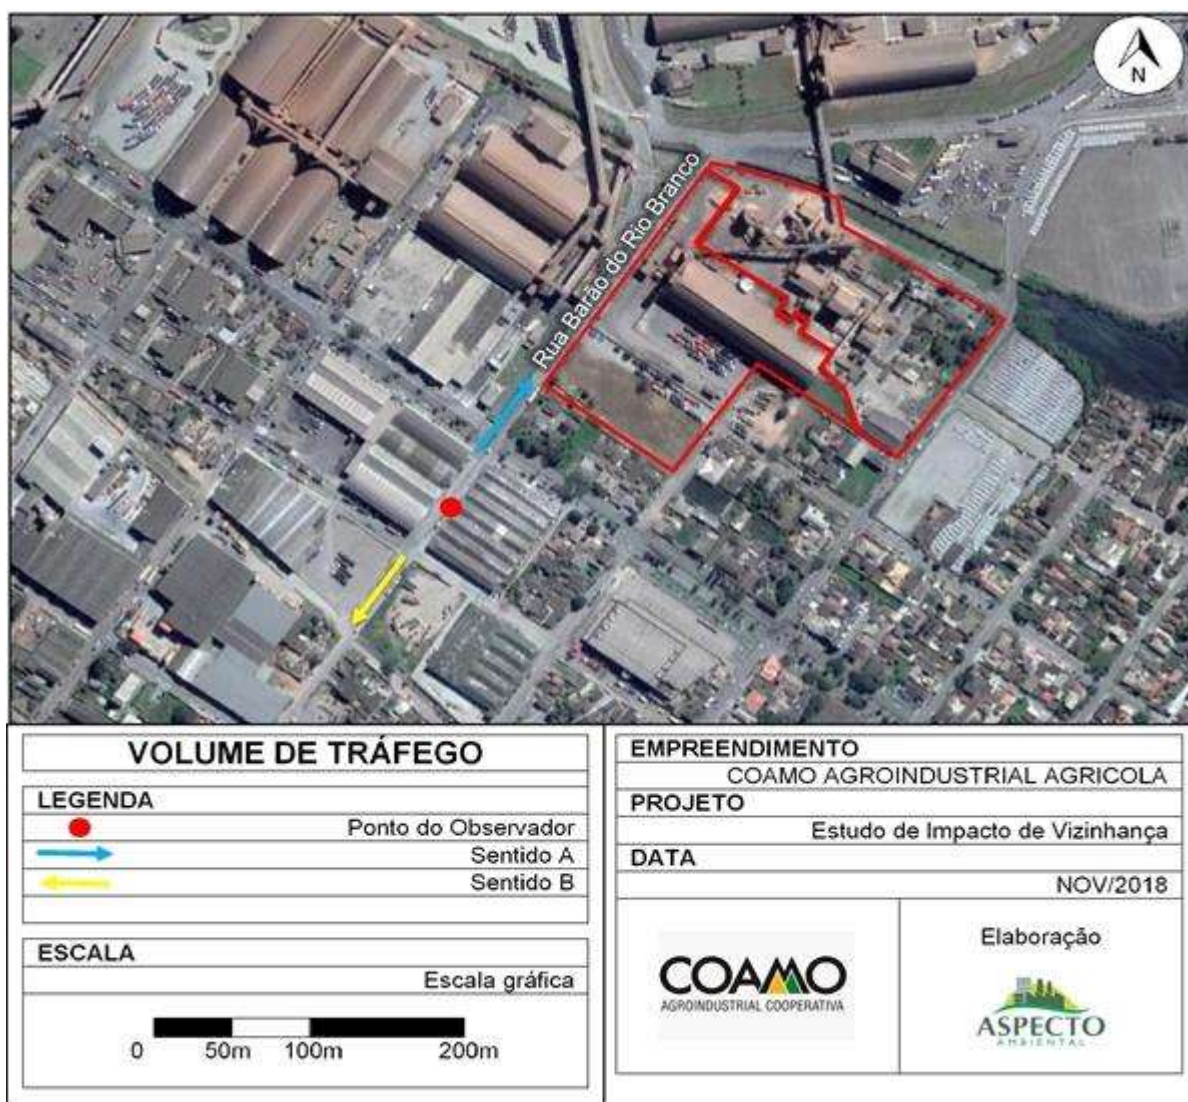 N
Rua Barão do Rio Branco
VOLUME DE TRÁFEGO
LEGENDA
Ponto do Observador
Sentido A
Sentido B
ESCALA
Escala gráfica
0 50m 100m 200m
EMPREENDIMENTO
COAMO AGROINDUSTRIAL AGRICOLA
PROJETO
Estudo de Impacto de Vizinhança
DATA
NOV/2018
COAMO
AGROINDUSTRIAL COOPERATIVA
Elaboração
ASPECTO
AMBIENTAL